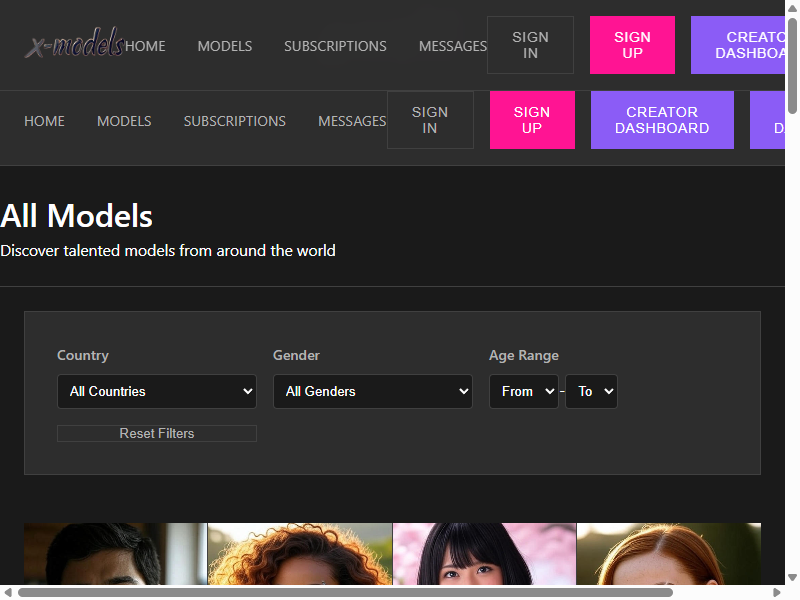 x-models HOME MODELS SUBSCRIPTIONS MESSAGES SIGN IN SIGN UP CREATO DASHBOA
HOME MODELS SUBSCRIPTIONS MESSAGES SIGN IN SIGN UP CREATOR DASHBOARD D
All Models
Discover talented models from around the world
Country Gender Age Range
All Countries All Genders From - To
Reset Filters